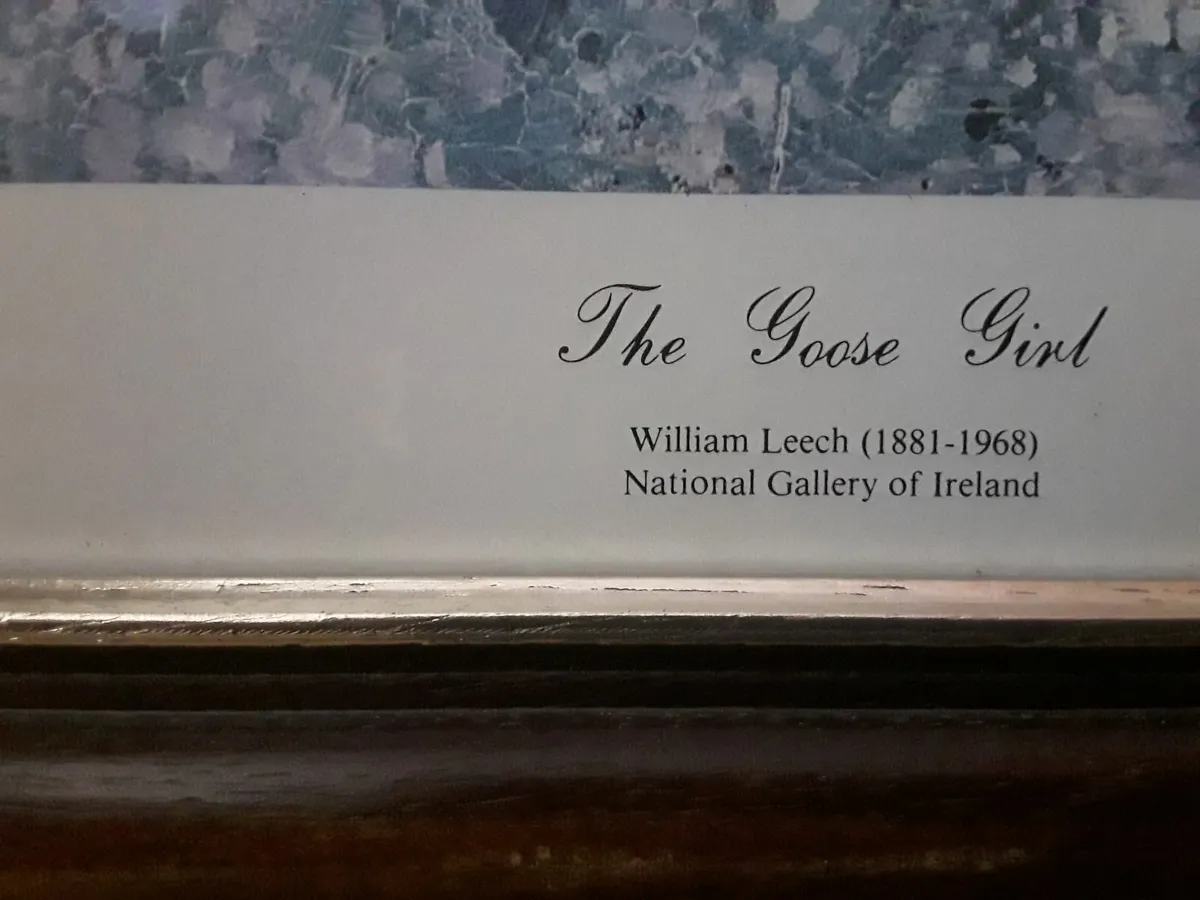 The Goose Girl
William Leech (1881-1968)
National Gallery of Ireland